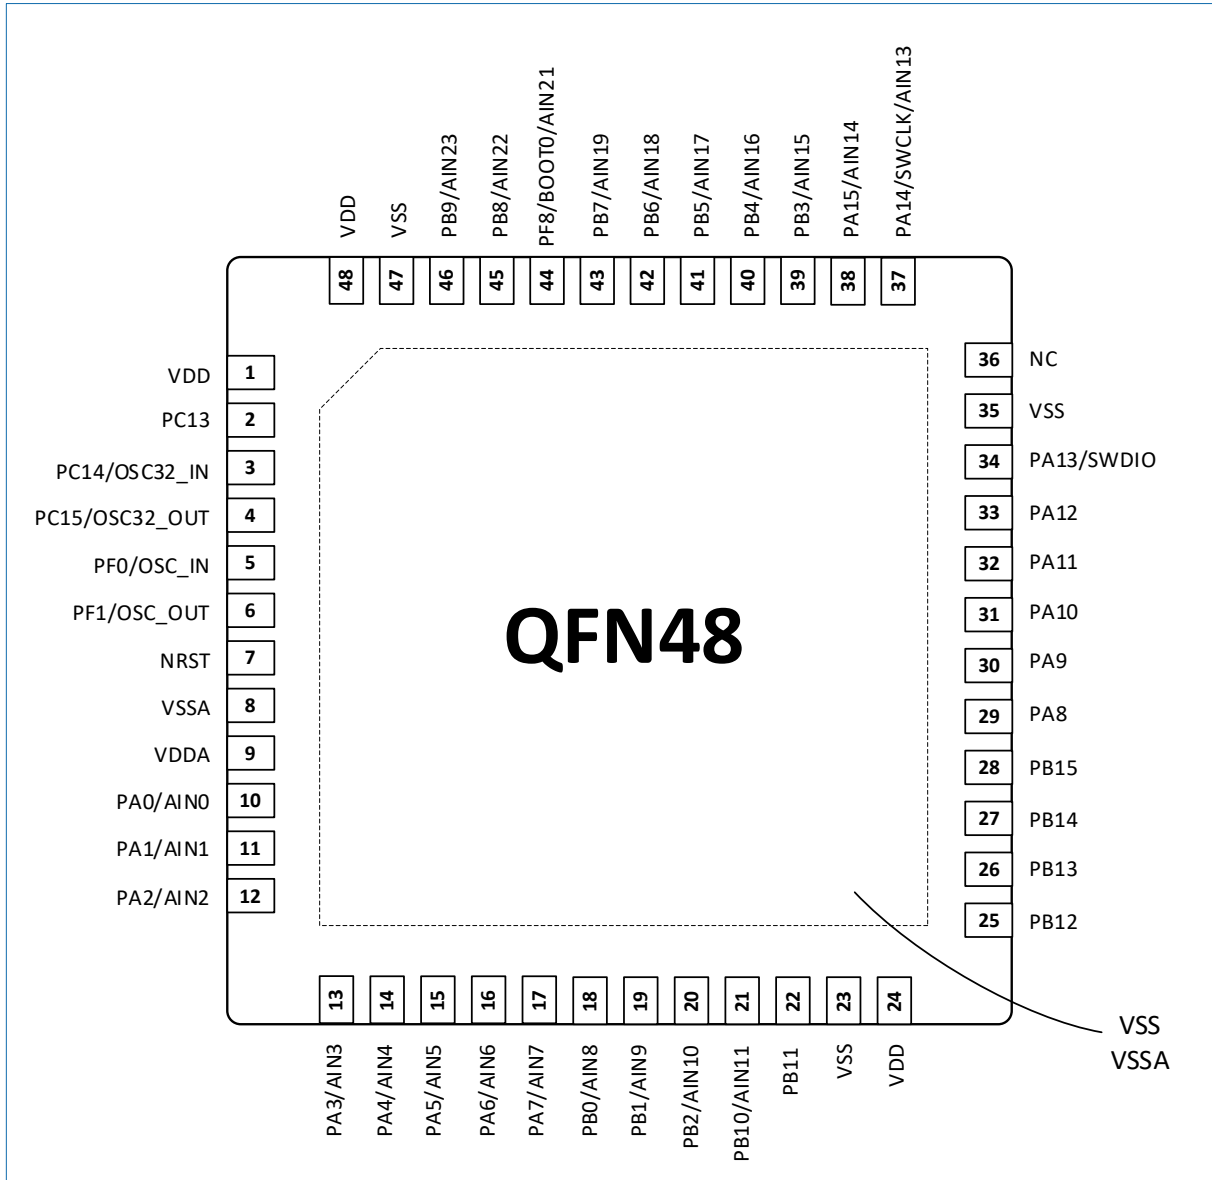 VDD
VSS
PB9/AIN23
PB8/AIN22
PF8/BOOT0/AIN21
PB7/AIN19
PB6/AIN18
PB5/AIN17
PB4/AIN16
PB3/AIN15
PA15/AIN14
PA14/SWCLK/AIN13
48
47
46
45
44
43
42
41
40
39
38
37
VDD 1
PC13 2
PC14/OSC32_IN 3
PC15/OSC32_OUT 4
PF0/OSC_IN 5
PF1/OSC_OUT 6
NRST 7
VSSA 8
VDDA 9
PA0/AIN0 10
PA1/AIN1 11
PA2/AIN2 12
QFN48
36 NC
35 VSS
34 PA13/SWDIO
33 PA12
32 PA11
31 PA10
30 PA9
29 PA8
28 PB15
27 PB14
26 PB13
25 PB12
13
14
15
16
17
18
19
20
21
22
23
24
PA3/AIN3
PA4/AIN4
PA5/AIN5
PA6/AIN6
PA7/AIN7
PB0/AIN8
PB1/AIN9
PB2/AIN10
PB10/AIN11
PB11
VSS
VDD
VSS
VSSA